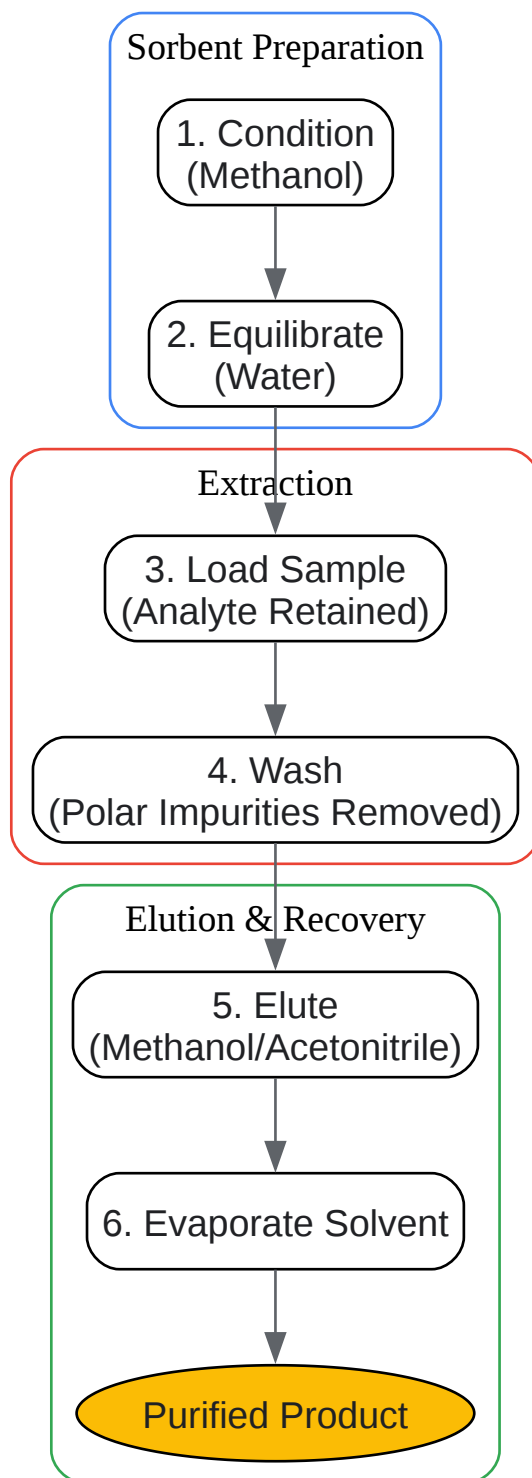 Sorbent Preparation
1. Condition
(Methanol)
2. Equilibrate
(Water)
Extraction
3. Load Sample
(Analyte Retained)
4. Wash
(Polar Impurities Removed)
Elution & Recovery
5. Elute
(Methanol/Acetonitrile)
6. Evaporate Solvent
Purified Product